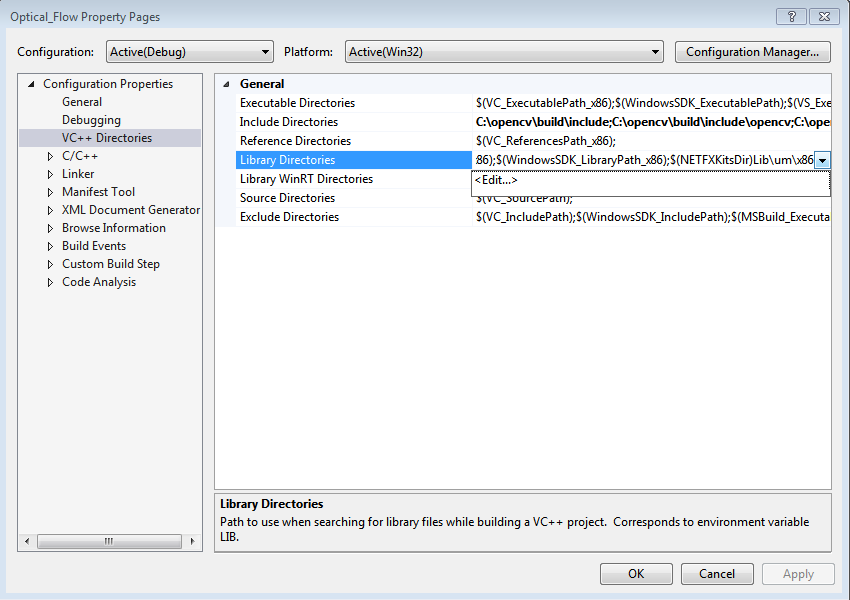 Optical_Flow Property Pages
Configuration: Active(Debug) Platform: Active(Win32) Configuration Manager...
Configuration Properties
General
Debugging
VC++ Directories
C/C++
Linker
Manifest Tool
XML Document Generator
Browse Information
Build Events
Custom Build Step
Code Analysis
General
Executable Directories $(VC_ExecutablePath_x86);$(WindowsSDK_ExecutablePath);$(VS_Exe
Include Directories C:\opencv\build\include;C:\opencv\build\include\opencv;C:\ope
Reference Directories $(VC_ReferencesPath_x86);
Library Directories 86);$(WindowsSDK_LibraryPath_x86);$(NETFXKitsDir)Lib\um\x86
Library WinRT Directories <Edit...>
Source Directories $(VC_SourcePath);
Exclude Directories $(VC_IncludePath);$(WindowsSDK_IncludePath);$(MSBuild_Executa
Library Directories
Path to use when searching for library files while building a VC++ project. Corresponds to environment variable
LIB.
OK Cancel Apply